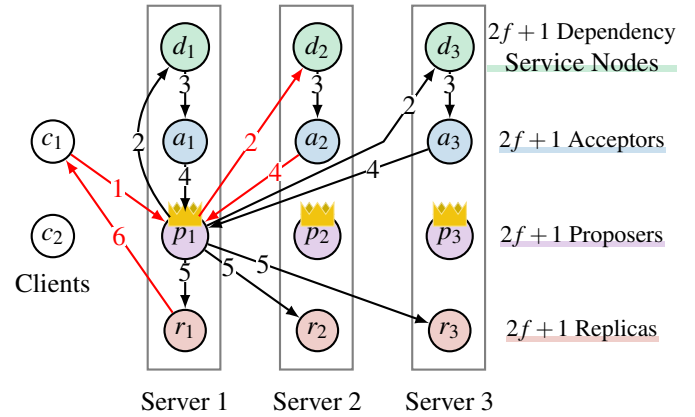 d1 d2 d3 2f + 1 Dependency
Service Nodes
3 3 3
2 2 2
c1 a1 a2 a3 2f + 1 Acceptors
1 4 4 4
c2 6 p1 p2 p3 2f + 1 Proposers
Clients 5 5 5
r1 r2 r3 2f + 1 Replicas
Server 1 Server 2 Server 3